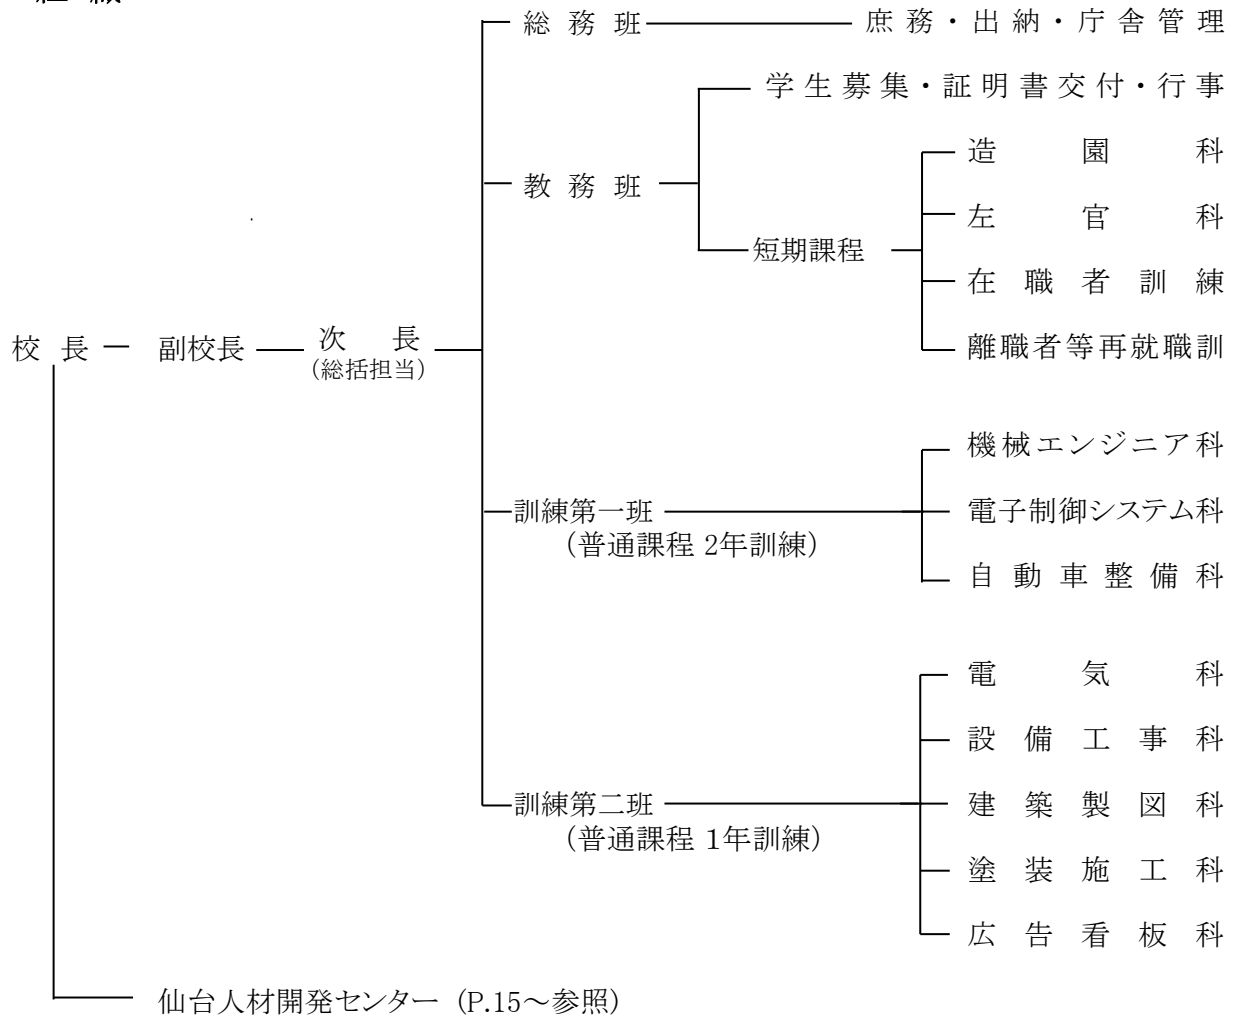 総務班 庶務・出納・庁舎管理
学生募集・証明書交付・行事
造園科
教務班
左官科
短期課程
在職者訓練
校長 副校長 次長
(総括担当)
離職者等再就職訓
機械エンジニア科
訓練第一班 電子制御システム科
(普通課程 2年訓練)
自動車整備科
電気科
設備工事科
訓練第二班 建築製図科
(普通課程 1年訓練)
塗装施工科
広告看板科
仙台人材開発センター (P.15～参照)